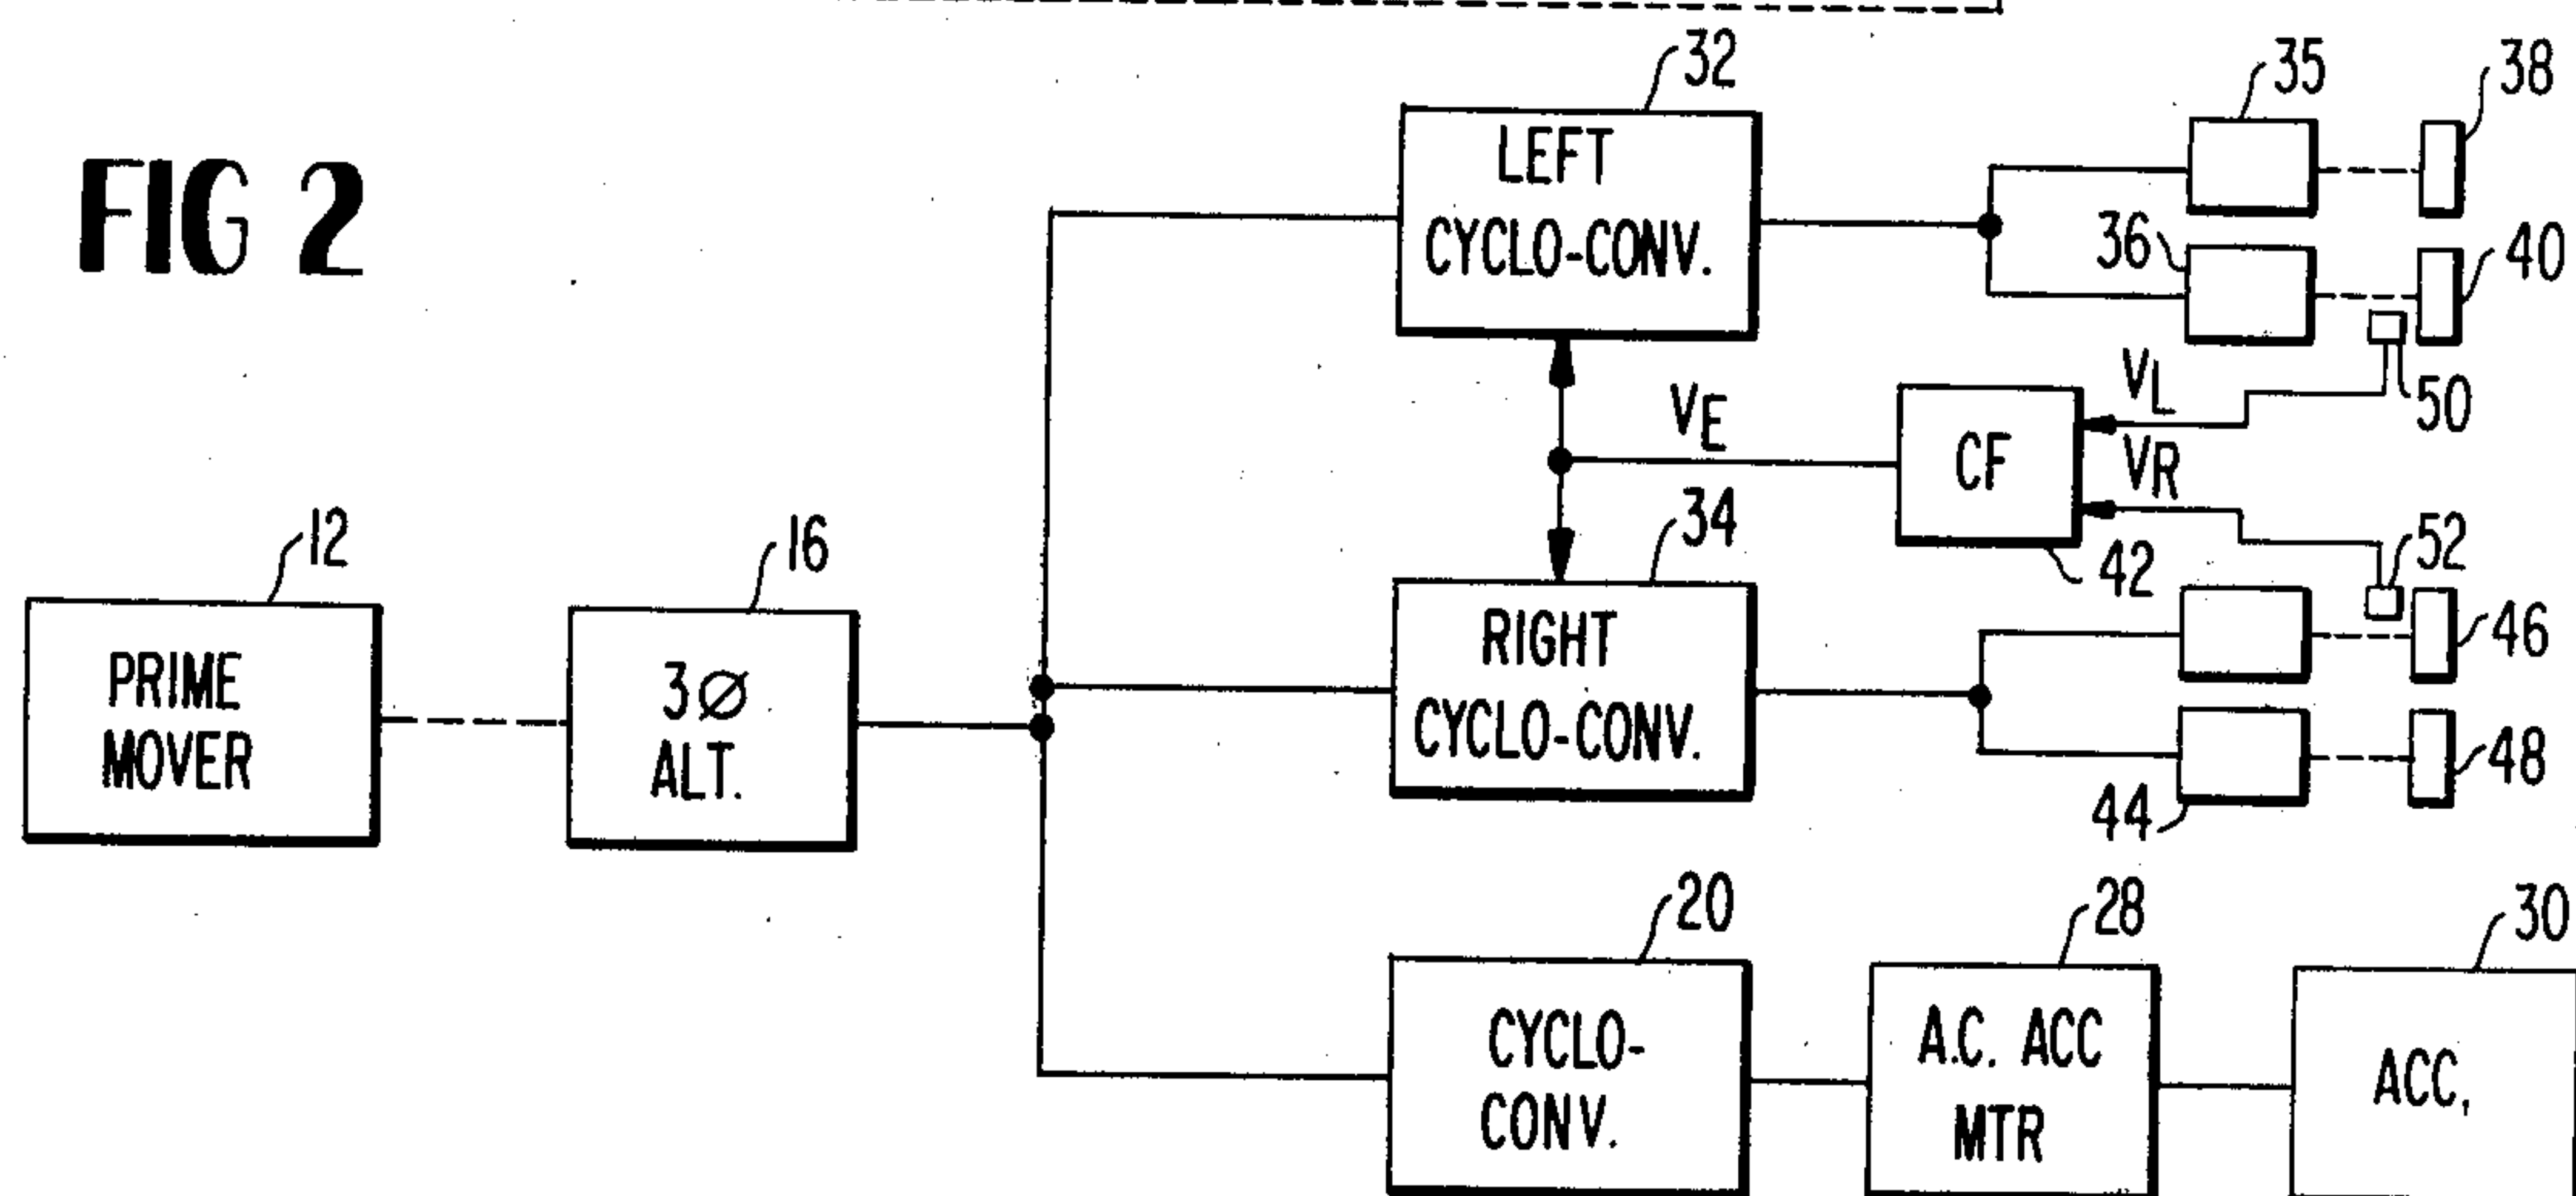 FIG 2
32
LEFT
CYCLO-CONV.
35
38
36
40
VL
50
VE
CF
VR
42
52
34
RIGHT
CYCLO-CONV.
46
44
48
12
PRIME
MOVER
16
3Ø
ALT.
20
CYCLO-
CONV.
28
A.C. ACC
MTR
30
ACC.